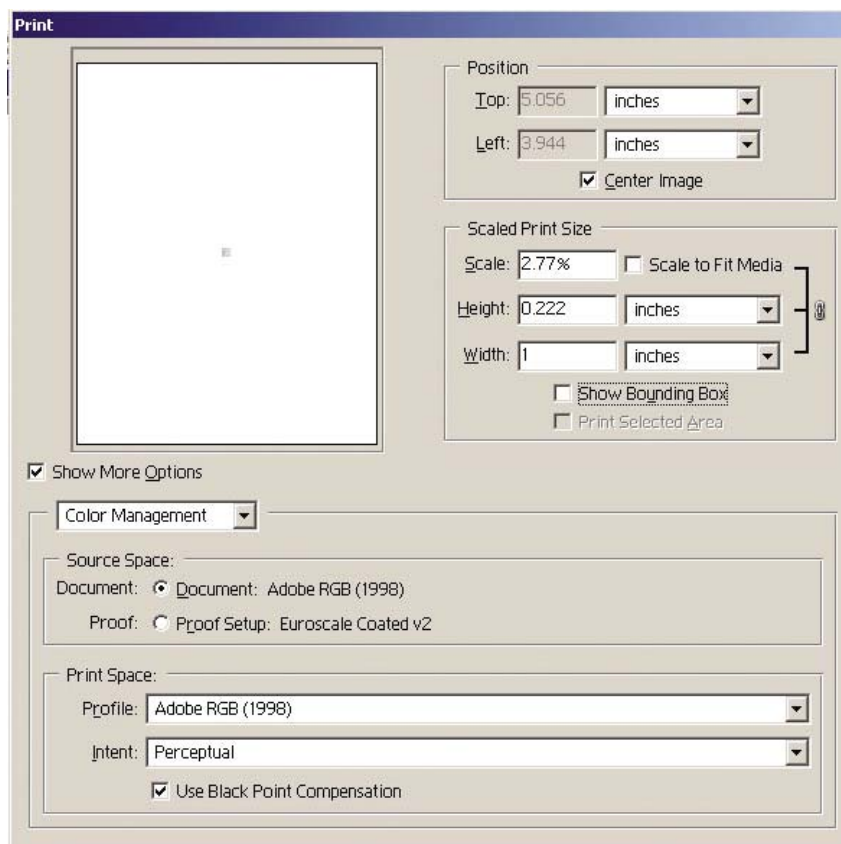 Print
Position
Top: 5.056 inches
Left: 3.944 inches
Center Image
Scaled Print Size
Scale: 2.77% Scale to Fit Media
Height: 0.222 inches
Width: 1 inches
Show Bounding Box
Print Selected Area
Show More Options
Color Management
Source Space:
Document: Document: Adobe RGB (1998)
Proof: Proof Setup: Euroscale Coated v2
Print Space:
Profile: Adobe RGB (1998)
Intent: Perceptual
Use Black Point Compensation